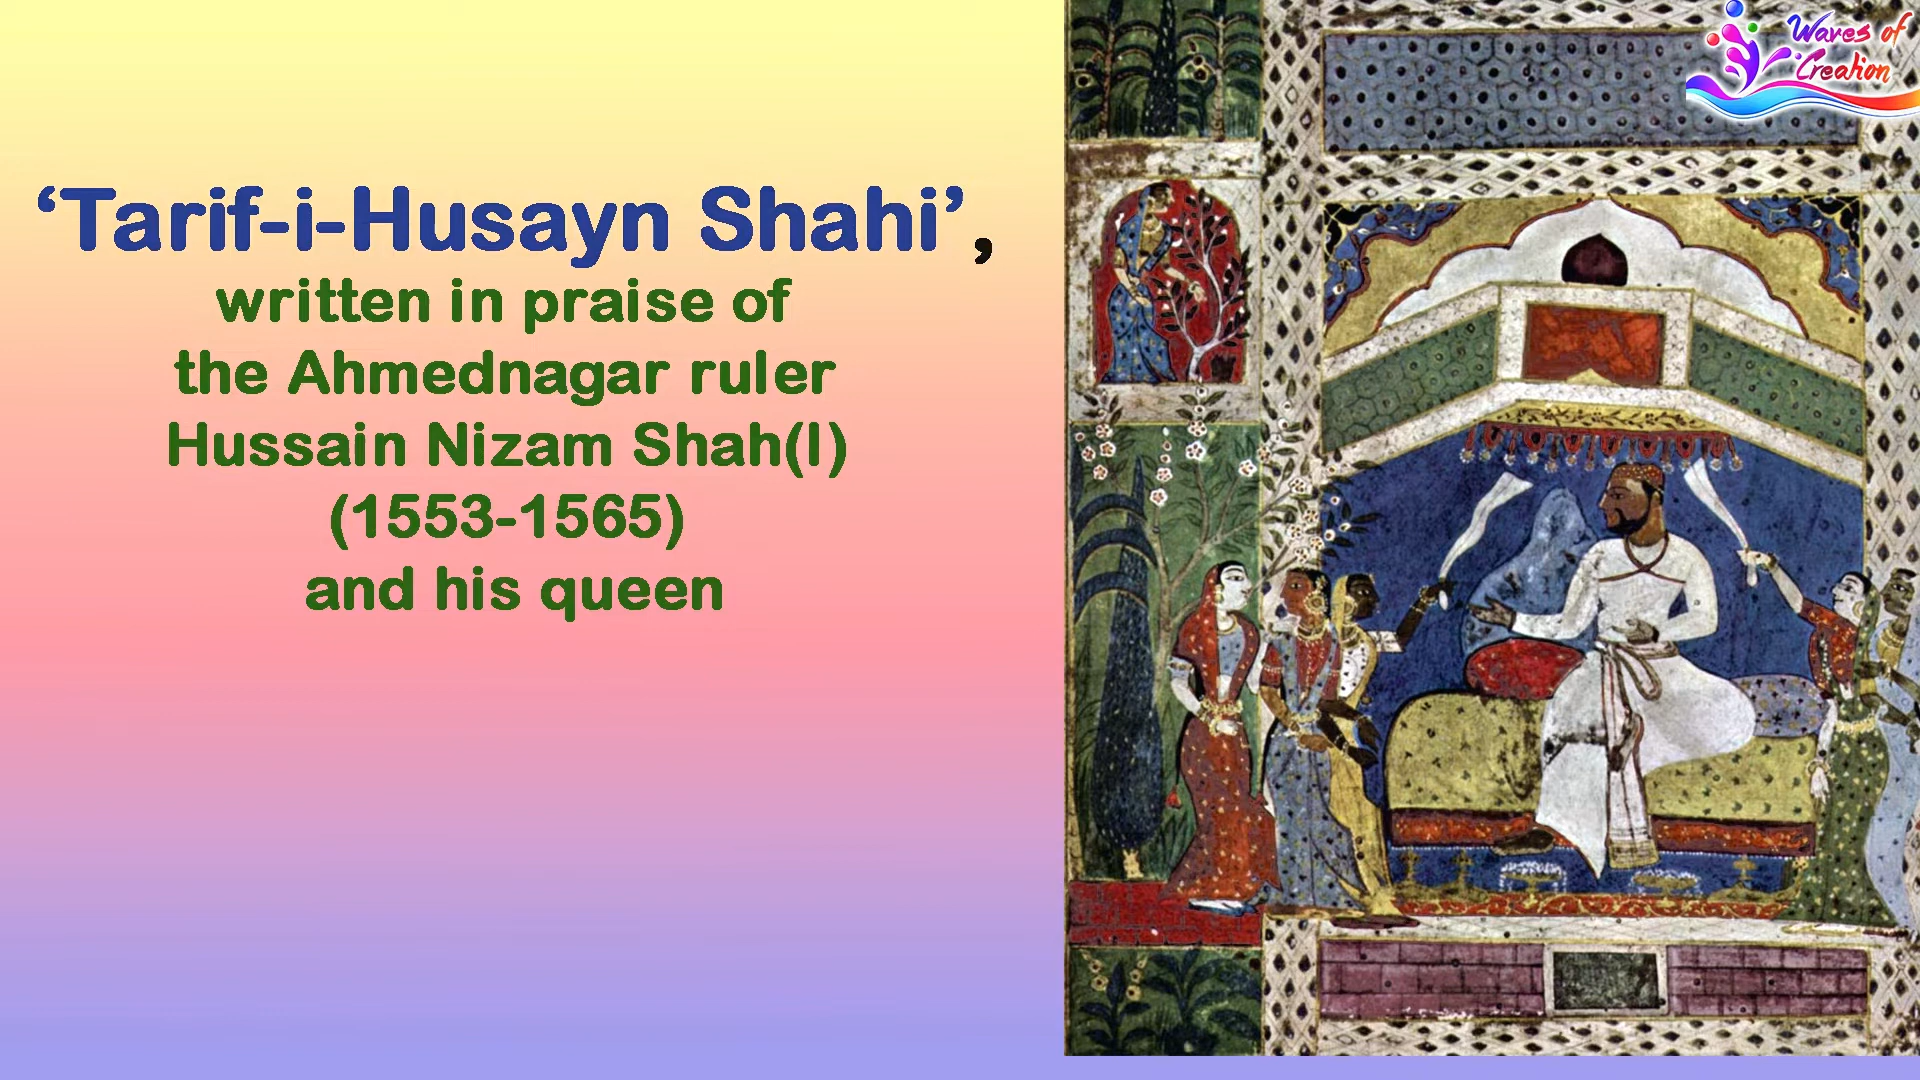 ‘Tarif-i-Husayn Shahi’,
written in praise of
the Ahmednagar ruler
Hussain Nizam Shah(I)
(1553-1565)
and his queen
Waves of
Creation